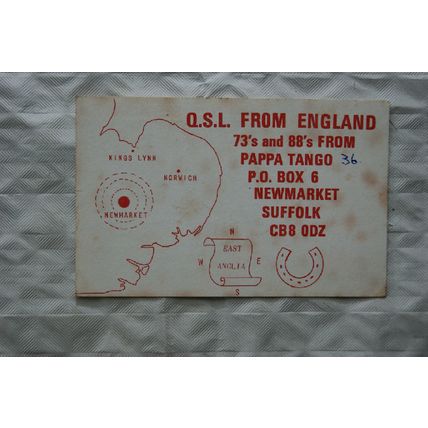 Q.S.L. FROM ENGLAND
73's and 88's FROM
PAPPA TANGO 36
P.O. BOX 6
NEWMARKET
SUFFOLK
CB8 0DZ
KINGS LYNN
NORWICH
NEWMARKET
N
EAST
W
E
ANGLIA
S